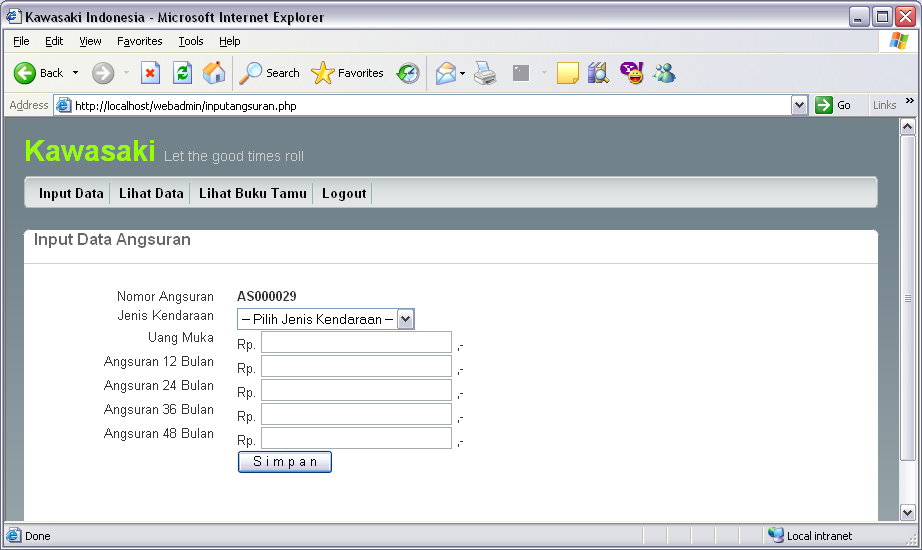 Kawasaki Indonesia - Microsoft Internet Explorer
File Edit View Favorites Tools Help
Back Search Favorites
Address http://localhost/webadmin/inputangsuran.php Go Links »
Kawasaki Let the good times roll
Input Data Lihat Data Lihat Buku Tamu Logout
Input Data Angsuran
Nomor Angsuran AS000029
Jenis Kendaraan -- Pilih Jenis Kendaraan --
Uang Muka Rp. ,-
Angsuran 12 Bulan Rp. ,-
Angsuran 24 Bulan Rp. ,-
Angsuran 36 Bulan Rp. ,-
Angsuran 48 Bulan Rp. ,-
S i m p a n
Done Local intranet